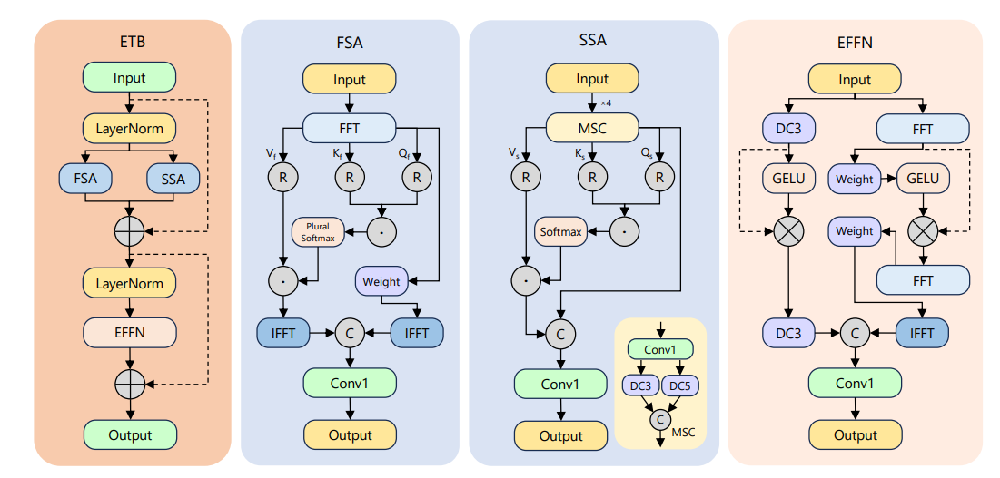 ETB
Input
LayerNorm
FSA
SSA
LayerNorm
EFFN
Output
FSA
Input
FFT
Vf
Kf
Qf
R
R
R
Plural
Softmax
·
·
Weight
IFFT
C
IFFT
Conv1
Output
SSA
Input
×4
MSC
Vs
Ks
Qs
R
R
R
Softmax
·
·
C
Conv1
Output
Conv1
DC3
DC5
C
MSC
EFFN
Input
DC3
FFT
GELU
Weight
GELU
Weight
FFT
DC3
C
IFFT
Conv1
Output